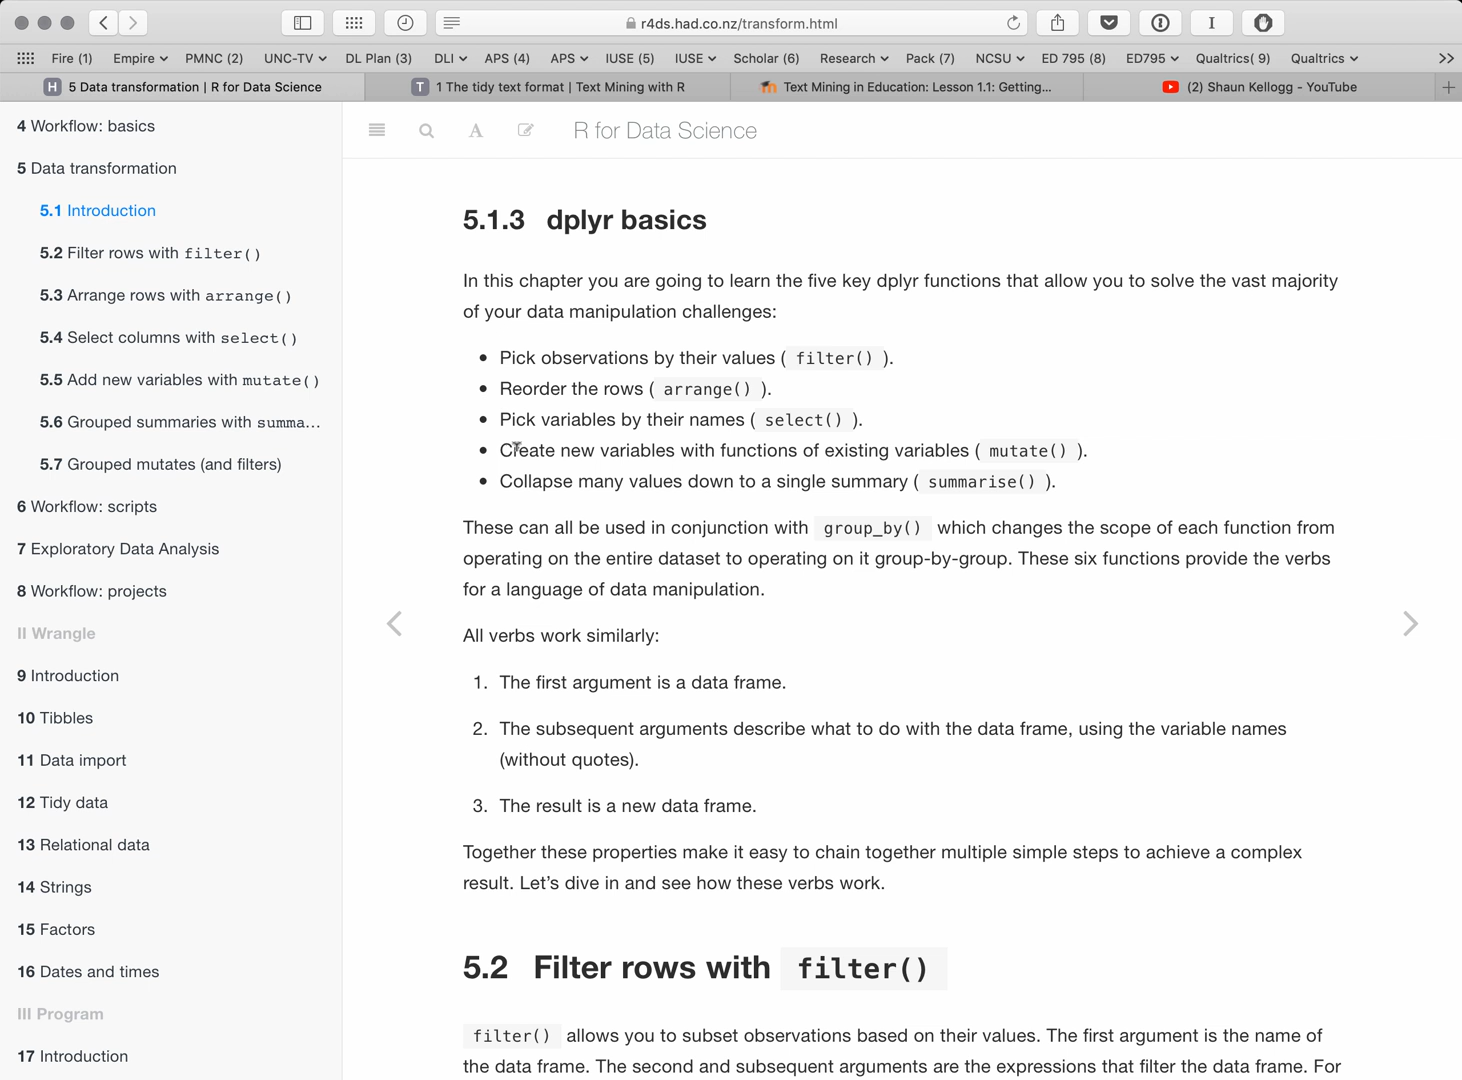 r4ds.had.co.nz/transform.html
Fire (1) Empire PMNC (2) UNC-TV DL Plan (3) DLI APS (4) APS IUSE (5) IUSE Scholar (6) Research Pack (7) NCSU ED 795 (8) ED795 Qualtrics( 9) Qualtrics >>
H 5 Data transformation | R for Data Science T 1 The tidy text format | Text Mining with R Text Mining in Education: Lesson 1.1: Getting... (2) Shaun Kellogg - YouTube +
4 Workflow: basics
5 Data transformation
5.1 Introduction
5.2 Filter rows with filter()
5.3 Arrange rows with arrange()
5.4 Select columns with select()
5.5 Add new variables with mutate()
5.6 Grouped summaries with summa...
5.7 Grouped mutates (and filters)
6 Workflow: scripts
7 Exploratory Data Analysis
8 Workflow: projects
II Wrangle
9 Introduction
10 Tibbles
11 Data import
12 Tidy data
13 Relational data
14 Strings
15 Factors
16 Dates and times
III Program
17 Introduction
A R for Data Science
5.1.3 dplyr basics
In this chapter you are going to learn the five key dplyr functions that allow you to solve the vast majority
of your data manipulation challenges:
• Pick observations by their values ( filter() ).
• Reorder the rows ( arrange() ).
• Pick variables by their names ( select() ).
• Create new variables with functions of existing variables ( mutate() ).
• Collapse many values down to a single summary ( summarise() ).
These can all be used in conjunction with group_by() which changes the scope of each function from
operating on the entire dataset to operating on it group-by-group. These six functions provide the verbs
for a language of data manipulation.
All verbs work similarly:
1. The first argument is a data frame.
2. The subsequent arguments describe what to do with the data frame, using the variable names
(without quotes).
3. The result is a new data frame.
Together these properties make it easy to chain together multiple simple steps to achieve a complex
result. Let’s dive in and see how these verbs work.
5.2 Filter rows with filter()
filter() allows you to subset observations based on their values. The first argument is the name of
the data frame. The second and subsequent arguments are the expressions that filter the data frame. For